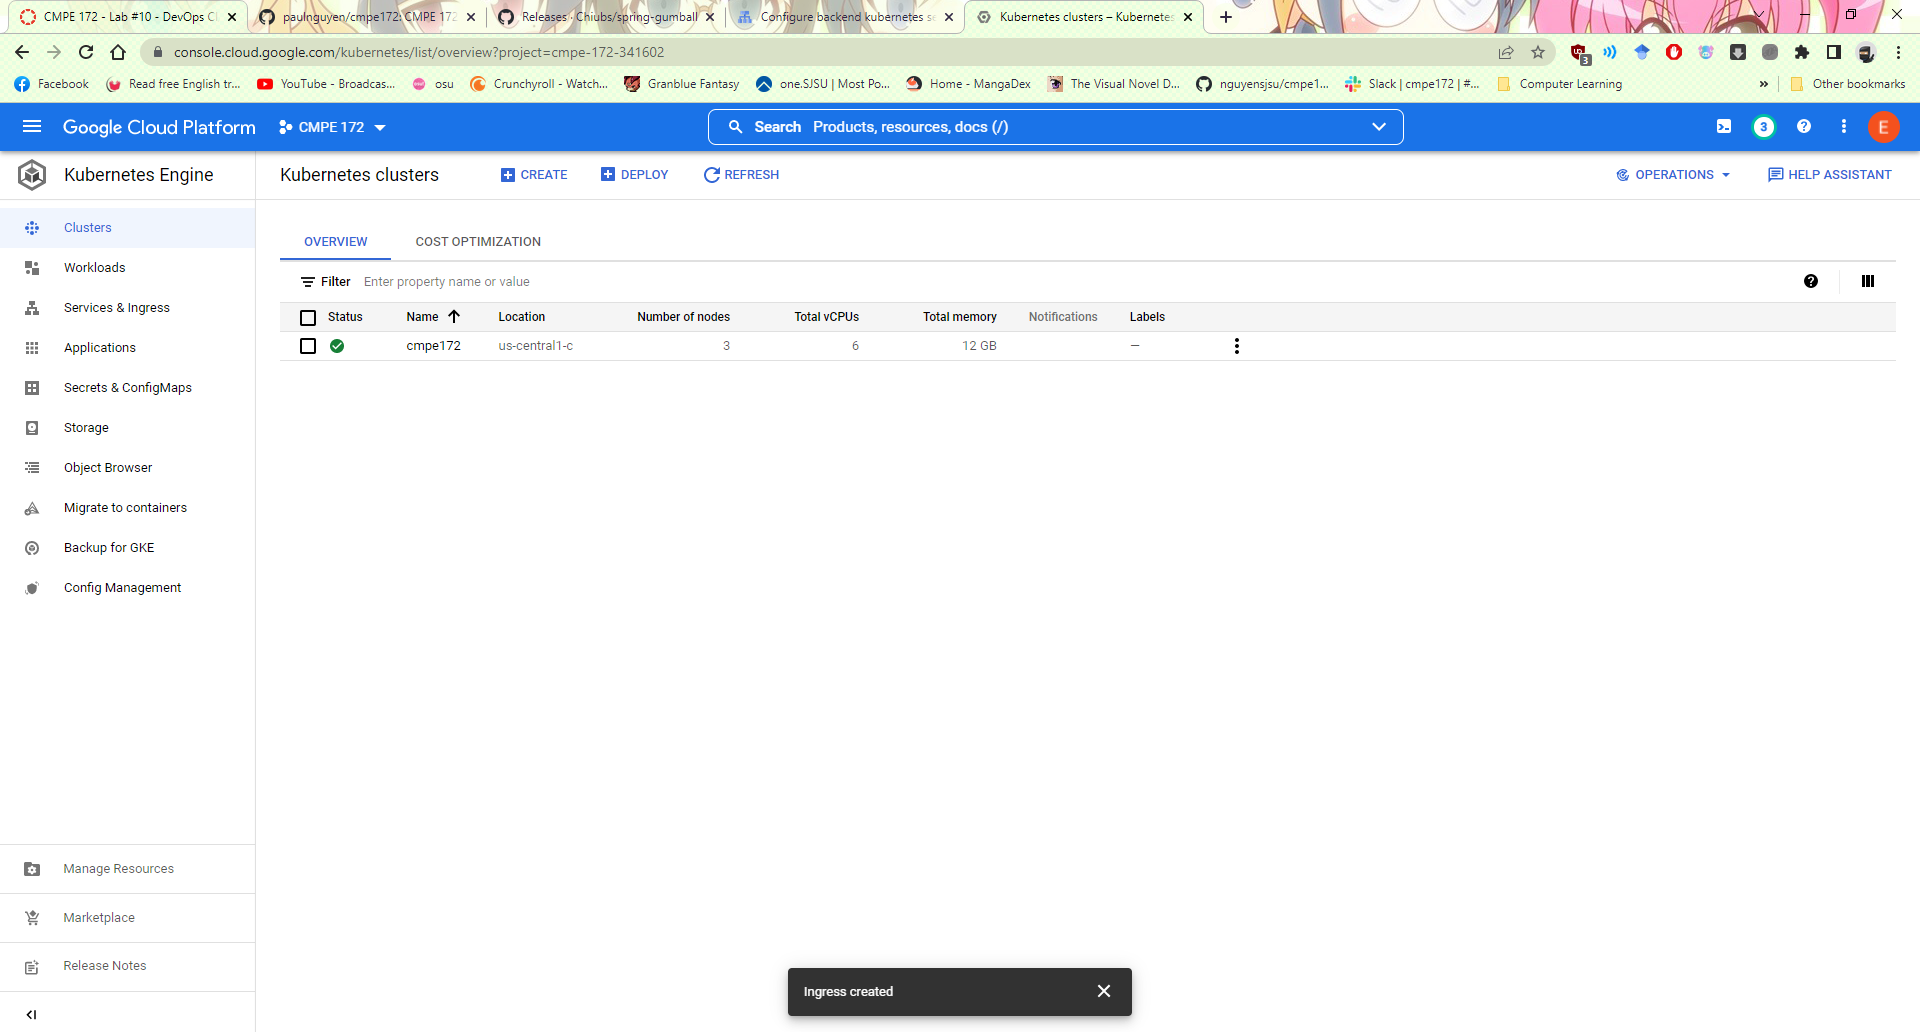 CMPE 172 - Lab #10 - DevOps Cl
paulnguyen/cmpe172: CMPE 172
Releases · Chiubs/spring-gumball
Configure backend kubernetes se
Kubernetes clusters – Kubernetes
console.cloud.google.com/kubernetes/list/overview?project=cmpe-172-341602
3
Facebook
Read free English tr...
YouTube - Broadcas...
osu
Crunchyroll - Watch...
Granblue Fantasy
one.SJSU | Most Po...
Home - MangaDex
The Visual Novel D...
nguyensjsu/cmpe1...
Slack | cmpe172 | #...
Computer Learning
»
Other bookmarks
Google Cloud Platform
CMPE 172
Search Products, resources, docs (/)
3
E
Kubernetes Engine
Kubernetes clusters
CREATE
DEPLOY
REFRESH
OPERATIONS
HELP ASSISTANT
Clusters
Workloads
Services & Ingress
Applications
Secrets & ConfigMaps
Storage
Object Browser
Migrate to containers
Backup for GKE
Config Management
OVERVIEW
COST OPTIMIZATION
Filter Enter property name or value
Status Name Location Number of nodes Total vCPUs Total memory Notifications Labels
cmpe172 us-central1-c 3 6 12 GB —
Manage Resources
Marketplace
Release Notes
Ingress created